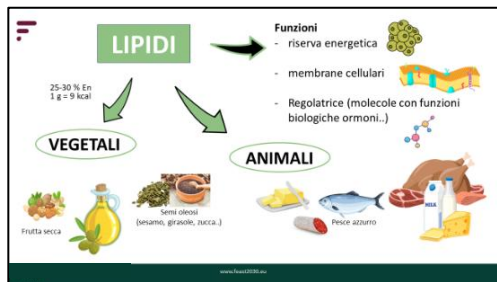 LIPIDI
Funzioni
- riserva energetica
- membrane cellulari
- Regolatrice (molecole con funzioni
biologiche ormoni..)
25-30 % En
1 g = 9 kcal
VEGETALI
ANIMALI
Frutta secca
Semi oleosi
(sesamo, girasole, zucca..)
Pesce azzurro
MILK
www.feast2030.eu